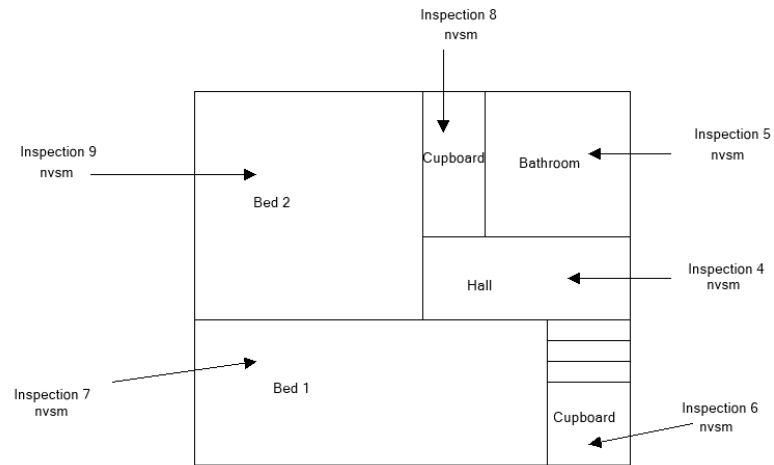 Inspection 8
nvsm
Inspection 5
nvsm
Inspection 9
nvsm
Cupboard
Bathroom
Bed 2
Inspection 4
nvsm
Hall
Inspection 7
nvsm
Bed 1
Cupboard
Inspection 6
nvsm